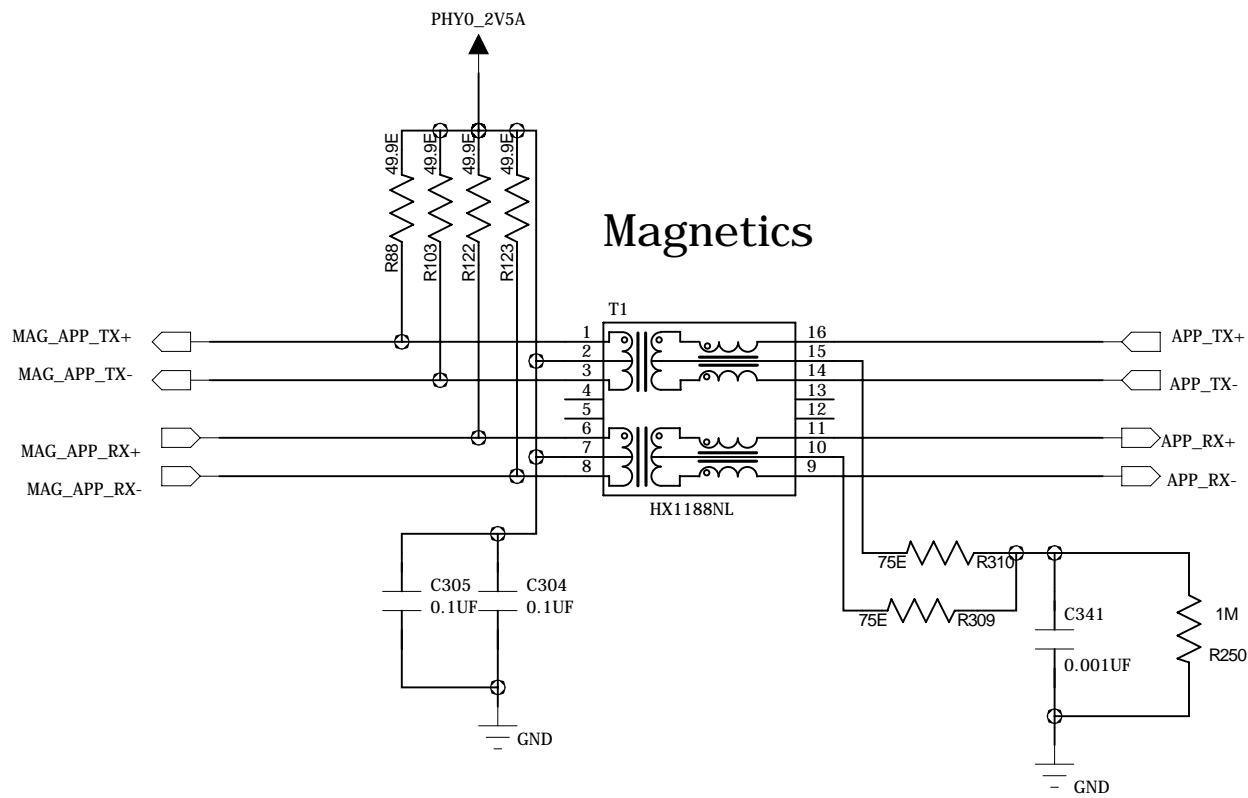 PHY0_2V5A
49.9E
49.9E
49.9E
49.9E
R88
R103
R122
R123
Magnetics
T1
MAG_APP_TX+
1
16
APP_TX+
2
15
MAG_APP_TX-
3
14
APP_TX-
4
13
5
12
MAG_APP_RX+
6
11
APP_RX+
7
10
MAG_APP_RX-
8
9
APP_RX-
HX1188NL
75E
R310
C305
0.1UF
C304
0.1UF
75E
R309
C341
0.001UF
1M
R250
GND
GND